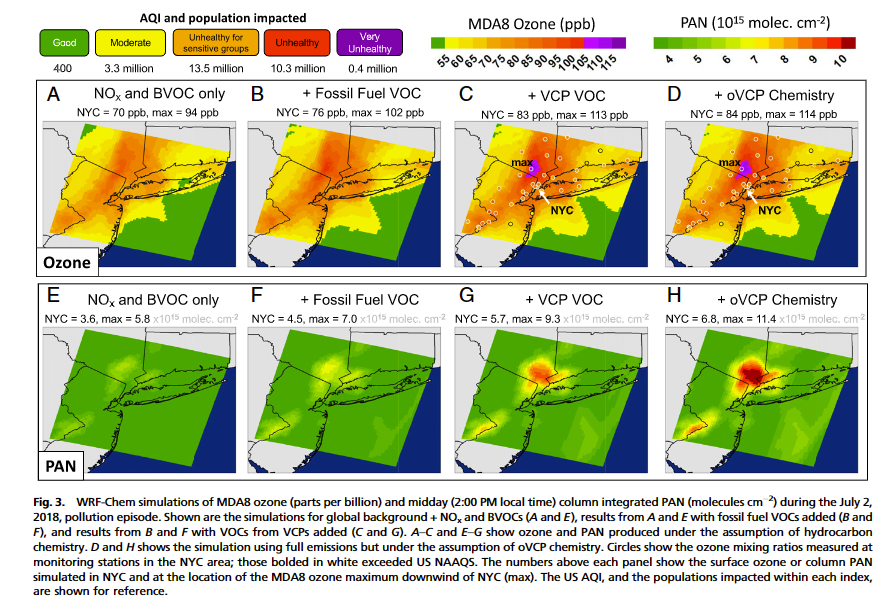 AQI and population impacted
Good
Moderate
Unhealthy for
sensitive groups
Unhealthy
Very
Unhealthy
400
3.3 million
13.5 million
10.3 million
0.4 million
MDA8 Ozone (ppb)
55 60 65 70 75 80 85 90 95 100 105 110 115
PAN (10¹⁵ molec. cm⁻²)
4 5 6 7 8 9 10
A NOₓ and BVOC only
NYC = 70 ppb, max = 94 ppb
B + Fossil Fuel VOC
NYC = 76 ppb, max = 102 ppb
C + VCP VOC
NYC = 83 ppb, max = 113 ppb
D + oVCP Chemistry
NYC = 84 ppb, max = 114 ppb
max
NYC
max
NYC
Ozone
E NOₓ and BVOC only
NYC = 3.6, max = 5.8 x10¹⁵ molec. cm⁻²
F + Fossil Fuel VOC
NYC = 4.5, max = 7.0 x10¹⁵ molec. cm⁻²
G + VCP VOC
NYC = 5.7, max = 9.3 x10¹⁵ molec. cm⁻²
H + oVCP Chemistry
NYC = 6.8, max = 11.4 x10¹⁵ molec. cm⁻²
PAN
Fig. 3. WRF-Chem simulations of MDA8 ozone (parts per billion) and midday (2:00 PM local time) column integrated PAN (molecules cm⁻²) during the July 2,
2018, pollution episode. Shown are the simulations for global background + NOₓ and BVOCs (A and E), results from A and E with fossil fuel VOCs added (B and
F), and results from B and F with VOCs from VCPs added (C and G). A–C and E–G show ozone and PAN produced under the assumption of hydrocarbon
chemistry. D and H shows the simulation using full emissions but under the assumption of oVCP chemistry. Circles show the ozone mixing ratios measured at
monitoring stations in the NYC area; those bolded in white exceeded US NAAQS. The numbers above each panel show the surface ozone or column PAN
simulated in NYC and at the location of the MDA8 ozone maximum downwind of NYC (max). The US AQI, and the populations impacted within each index,
are shown for reference.